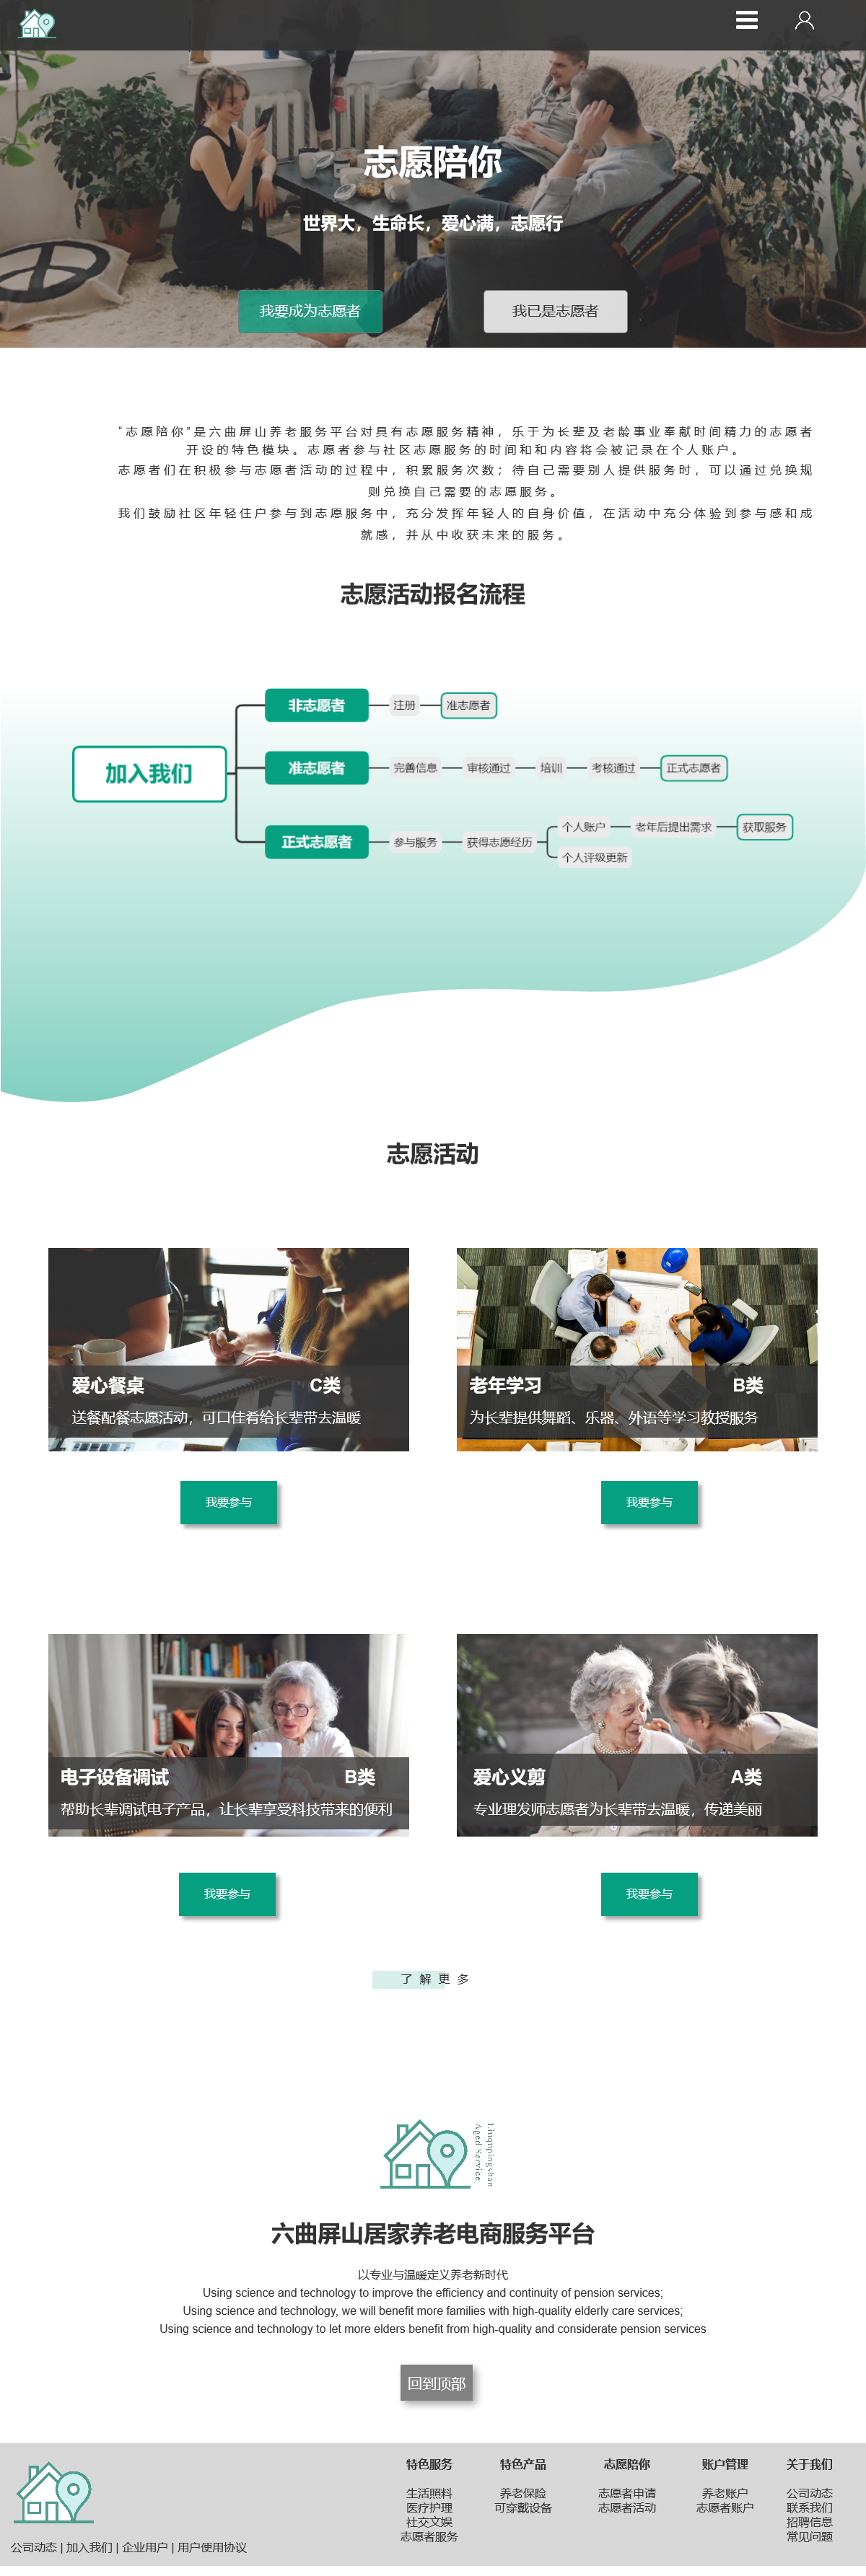 志愿陪你
世界大，生命长，爱心满，志愿行
我要成为志愿者
我已是志愿者
“志愿陪你”是六曲屏山养老服务平台对具有志愿服务精神，乐于为长辈及老龄事业奉献时间精力的志愿者
开设的特色模块。志愿者参与社区志愿服务的时间和和内容将会被记录在个人账户。
志愿者们在积极参与志愿者活动的过程中，积累服务次数；待自己需要别人提供服务时，可以通过兑换规
则兑换自己需要的志愿服务。
我们鼓励社区年轻住户参与到志愿服务中，充分发挥年轻人的自身价值，在活动中充分体验到参与感和成
就感，并从中收获未来的服务。
志愿活动报名流程
加入我们
非志愿者 注册 准志愿者
准志愿者 完善信息 审核通过 培训 考核通过 正式志愿者
正式志愿者 参与服务 获得志愿经历
个人账户 老年后提出需求 获取服务
个人评级更新
志愿活动
爱心餐桌 C类
送餐配餐志愿活动，可口佳肴给长辈带去温暖
我要参与
老年学习 B类
为长辈提供舞蹈、乐器、外语等学习教授服务
我要参与
电子设备调试 B类
帮助长辈调试电子产品，让长辈享受科技带来的便利
我要参与
爱心义剪 A类
专业理发师志愿者为长辈带去温暖，传递美丽
我要参与
了解更多
Liuqupingshan
Aged Service
六曲屏山居家养老电商服务平台
以专业与温暖定义养老新时代
Using science and technology to improve the efficiency and continuity of pension services;
Using science and technology, we will benefit more families with high-quality elderly care services;
Using science and technology to let more elders benefit from high-quality and considerate pension services
回到顶部
特色服务
生活照料
医疗护理
社交文娱
志愿者服务
特色产品
养老保险
可穿戴设备
志愿陪你
志愿者申请
志愿者活动
账户管理
养老账户
志愿者账户
关于我们
公司动态
联系我们
招聘信息
常见问题
公司动态 | 加入我们 | 企业用户 | 用户使用协议